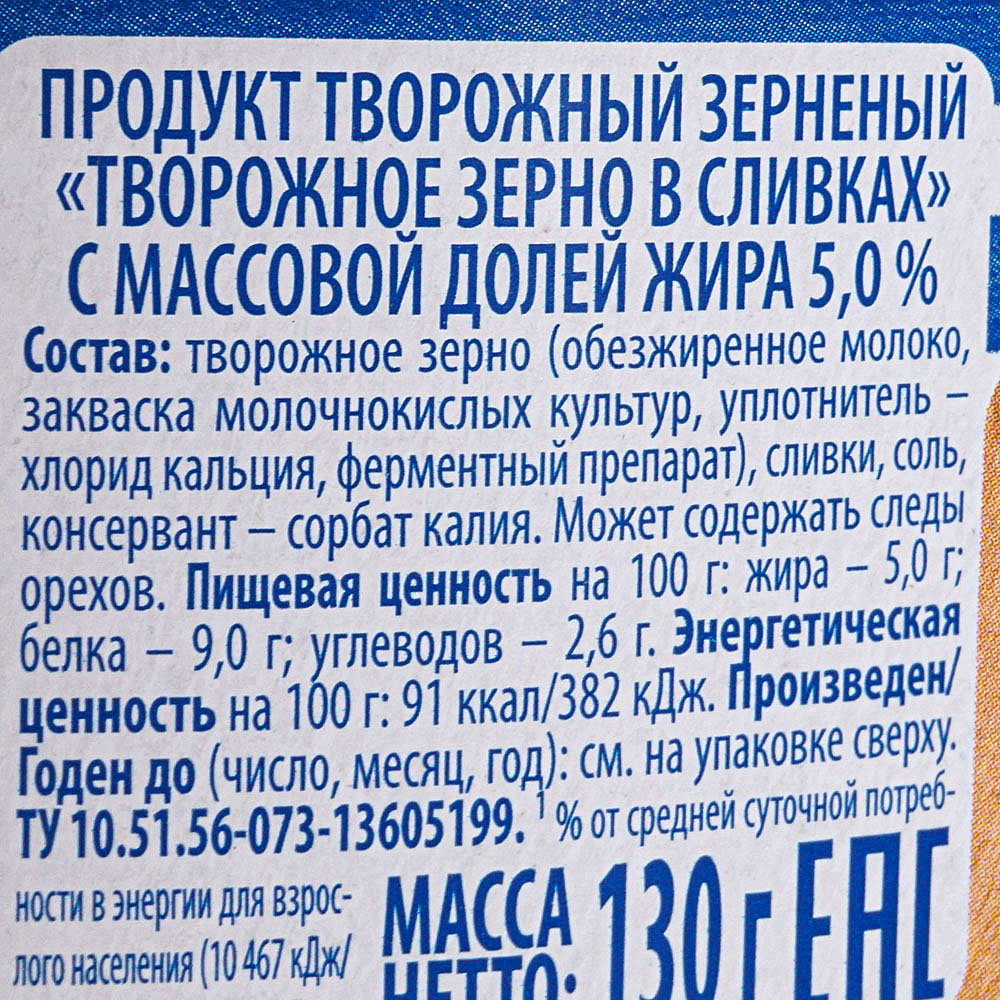 ПРОДУКТ ТВОРОЖНЫЙ ЗЕРНЕНЫЙ
«ТВОРОЖНОЕ ЗЕРНО В СЛИВКАХ»
С МАССОВОЙ ДОЛЕЙ ЖИРА 5,0 %
Состав: творожное зерно (обезжиренное молоко,
закваска молочнокислых культур, уплотнитель –
хлорид кальция, ферментный препарат), сливки, соль,
консервант – сорбат калия. Может содержать следы
орехов. Пищевая ценность на 100 г: жира – 5,0 г;
белка – 9,0 г; углеводов – 2,6 г. Энергетическая
ценность на 100 г: 91 ккал/382 кДж. Произведен/
Годен до (число, месяц, год): см. на упаковке сверху.
ТУ 10.51.56-073-13605199. ¹ % от средней суточной потреб-
ности в энергии для взрос-
лого населения (10 467 кДж/
МАССА
НЕТТО: 130 г ЕАС